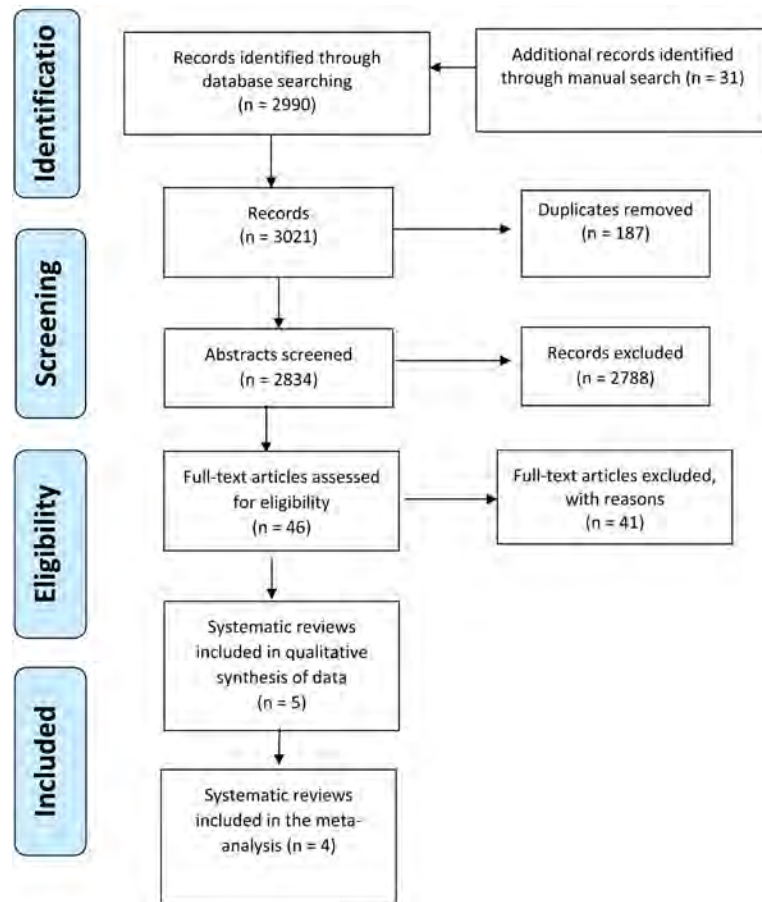 Identificatio
Records identified through
database searching
(n = 2990)
Additional records identified
through manual search (n = 31)
Records
(n = 3021)
Duplicates removed
(n = 187)
Screening
Abstracts screened
(n = 2834)
Records excluded
(n = 2788)
Eligibility
Full-text articles assessed
for eligibility
(n = 46)
Full-text articles excluded,
with reasons
(n = 41)
Systematic reviews
included in qualitative
synthesis of data
(n = 5)
Included
Systematic reviews
included in the meta-
analysis (n = 4)